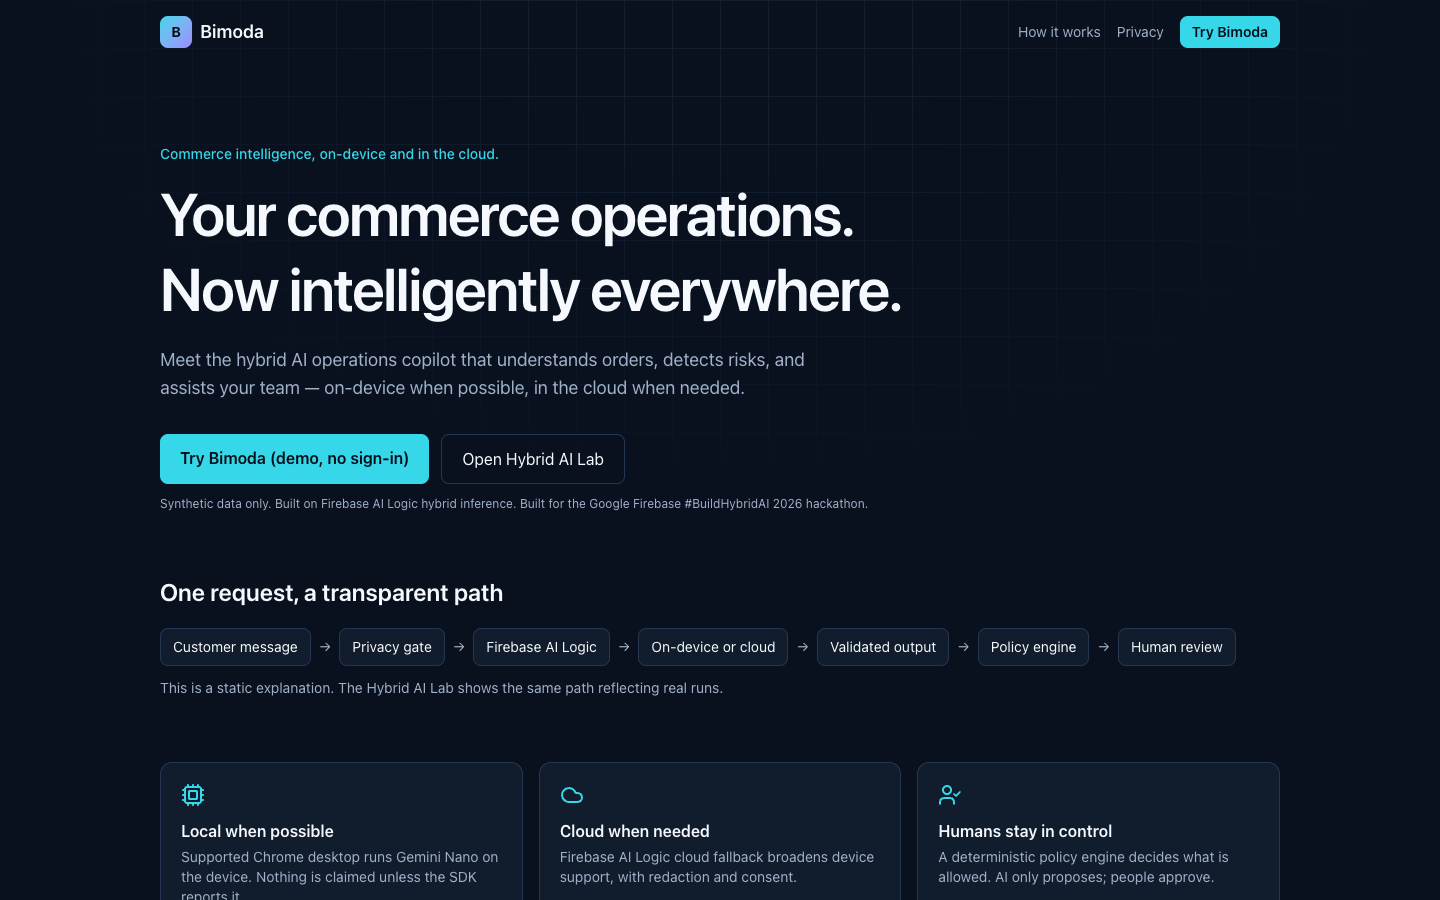 B Bimoda
How it works Privacy Try Bimoda
Commerce intelligence, on-device and in the cloud.
Your commerce operations.
Now intelligently everywhere.
Meet the hybrid AI operations copilot that understands orders, detects risks, and
assists your team — on-device when possible, in the cloud when needed.
Try Bimoda (demo, no sign-in) Open Hybrid AI Lab
Synthetic data only. Built on Firebase AI Logic hybrid inference. Built for the Google Firebase #BuildHybridAI 2026 hackathon.
One request, a transparent path
Customer message → Privacy gate → Firebase AI Logic → On-device or cloud → Validated output → Policy engine → Human review
This is a static explanation. The Hybrid AI Lab shows the same path reflecting real runs.
Local when possible
Supported Chrome desktop runs Gemini Nano on
the device. Nothing is claimed unless the SDK
reports it.
Cloud when needed
Firebase AI Logic cloud fallback broadens device
support, with redaction and consent.
Humans stay in control
A deterministic policy engine decides what is
allowed. AI only proposes; people approve.